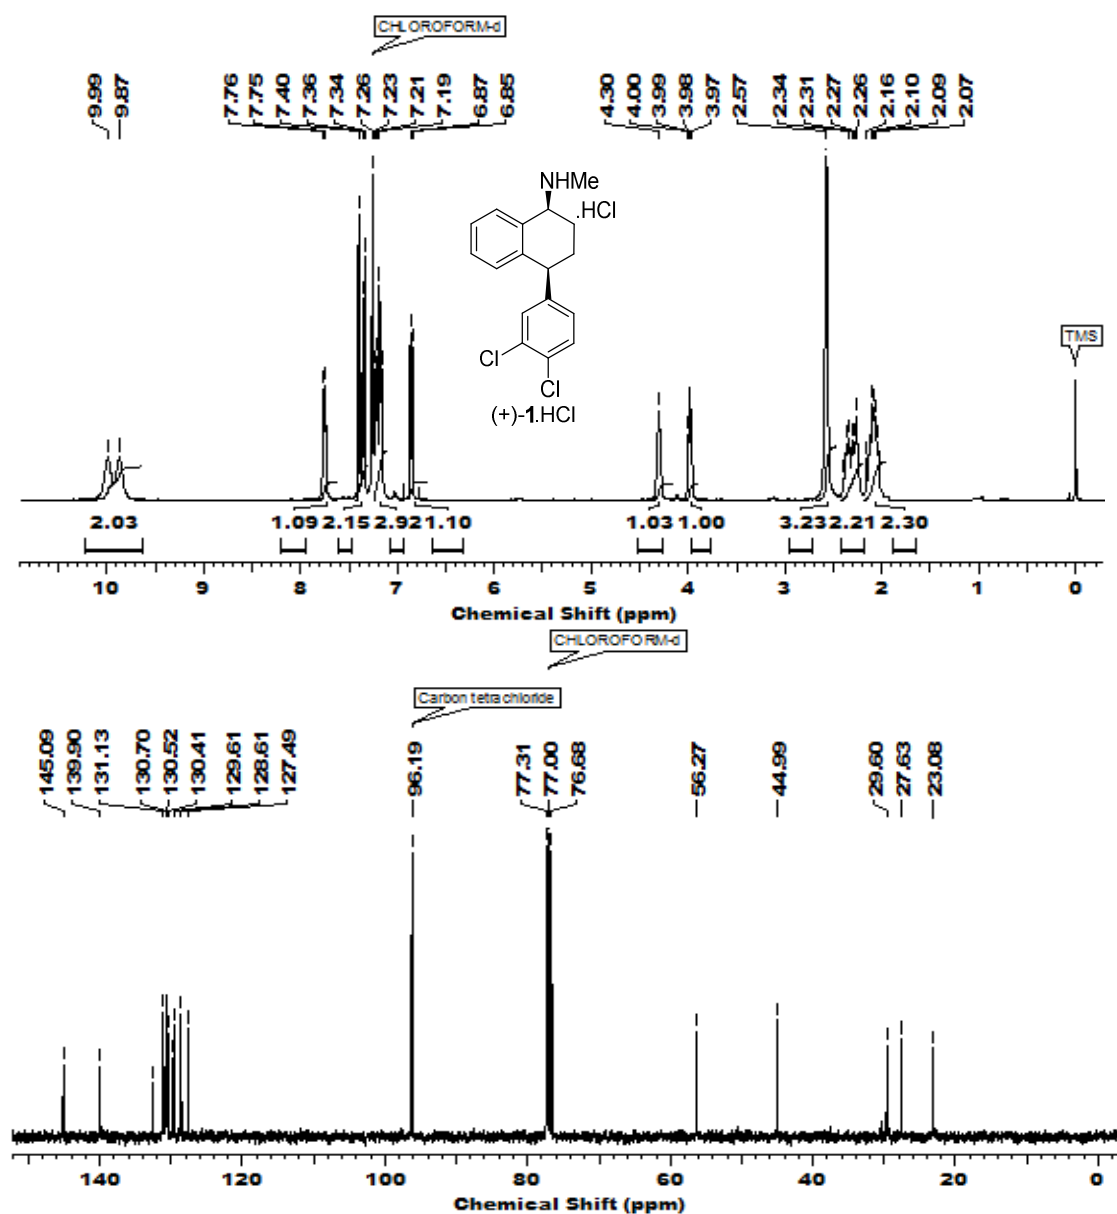 CHLOROFORM-d
9.99 9.87 7.76 7.75 7.40 7.36 7.34 7.26 7.23 7.21 7.19 6.87 6.85 4.30 4.00 3.99 3.98 3.97 2.57 2.34 2.31 2.27 2.26 2.16 2.10 2.09 2.07
NHMe
.HCl
Cl
Cl
(+)-1.HCl
TMS
2.03 1.09 2.15 2.92 1.10 1.03 1.00 3.23 2.21 2.30
10 9 8 7 6 5 4 3 2 1 0
Chemical Shift (ppm)
CHLOROFORM-d
Carbon tetrachloride
145.09 139.90 131.13 130.70 130.52 130.41 129.61 128.61 127.49 96.19 77.31 77.00 76.68 56.27 44.99 29.60 27.63 23.08
140 120 100 80 60 40 20 0
Chemical Shift (ppm)